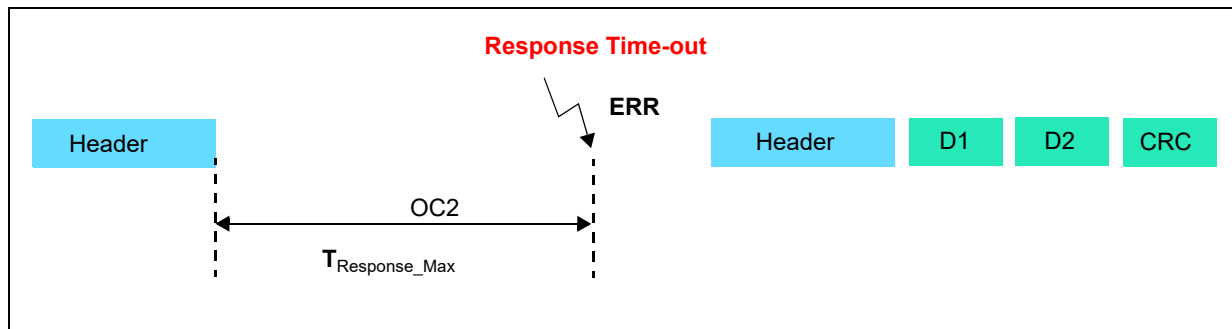 Response Time-out
ERR
Header
Header
D1
D2
CRC
OC2
TResponse_Max